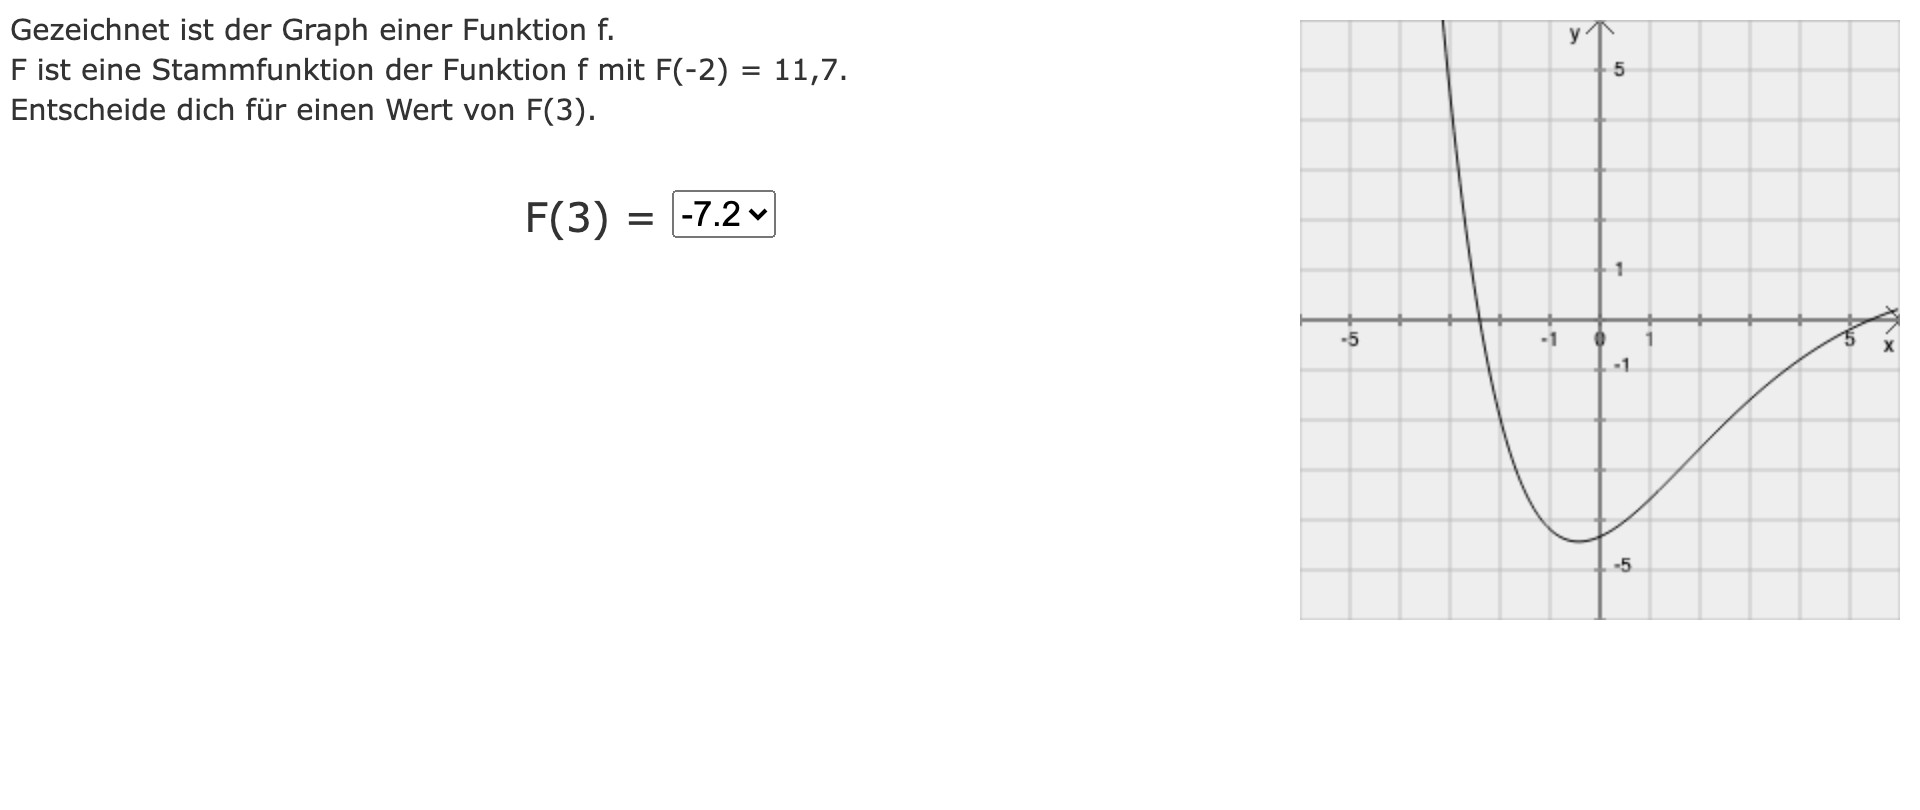 Gezeichnet ist der Graph einer Funktion f.
F ist eine Stammfunktion der Funktion f mit F(-2) = 11,7.
Entscheide dich für einen Wert von F(3).
F(3) = -7.2
y
5
1
-5 -1 0 1 5 x
-1
-5